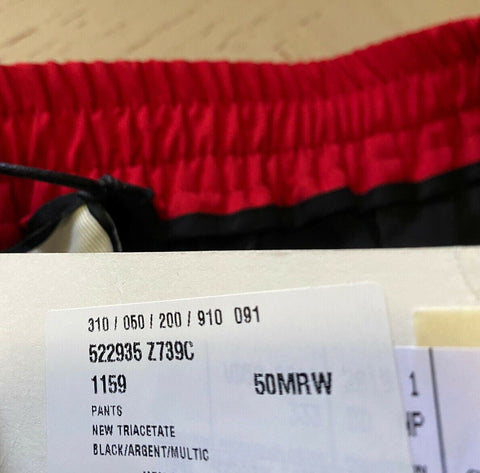 310 / 050 / 200 / 910 091
522935 Z739C
1159 50MRW
PANTS
NEW TRIACETATE
BLACK/ARGENT/MULTIC
1